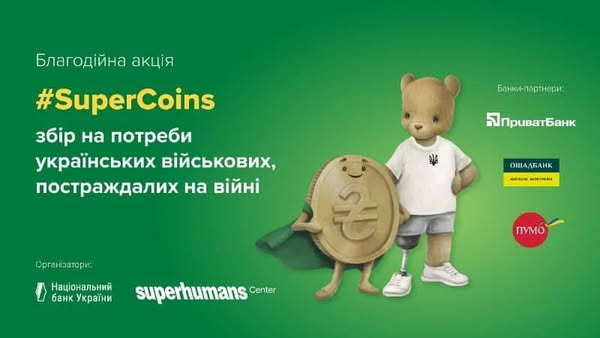 Благодійна акція
#SuperCoins
збір на потреби
українських військових,
постраждалих на війні
Організатори:
Національний
банк України
superhumans Center
Банки-партнери:
ПриватБанк
ОЩАДБАНК
ПУМБ